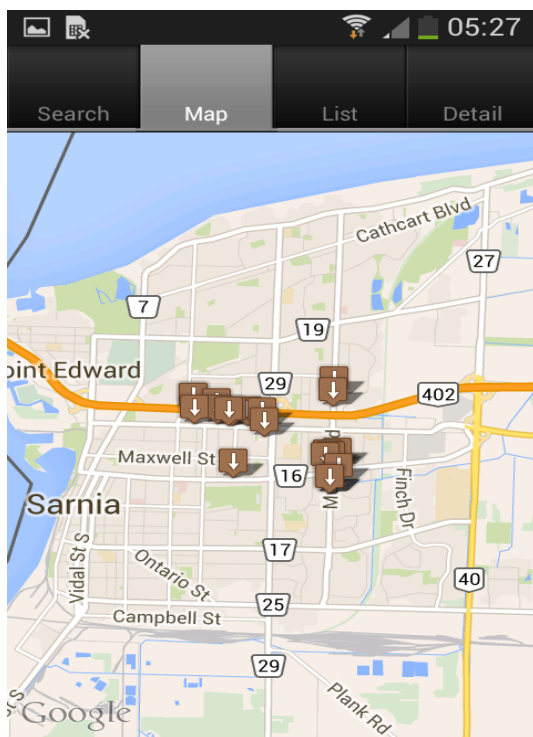 05:27
Search
Map
List
Detail
Cathcart Blvd
27
7
19
oint Edward
29
402
Maxwell St
16
Finch Dr
Sarnia
M
17
Vidal St S
Ontario St
40
25
Campbell St
29
Plank Rd
Google